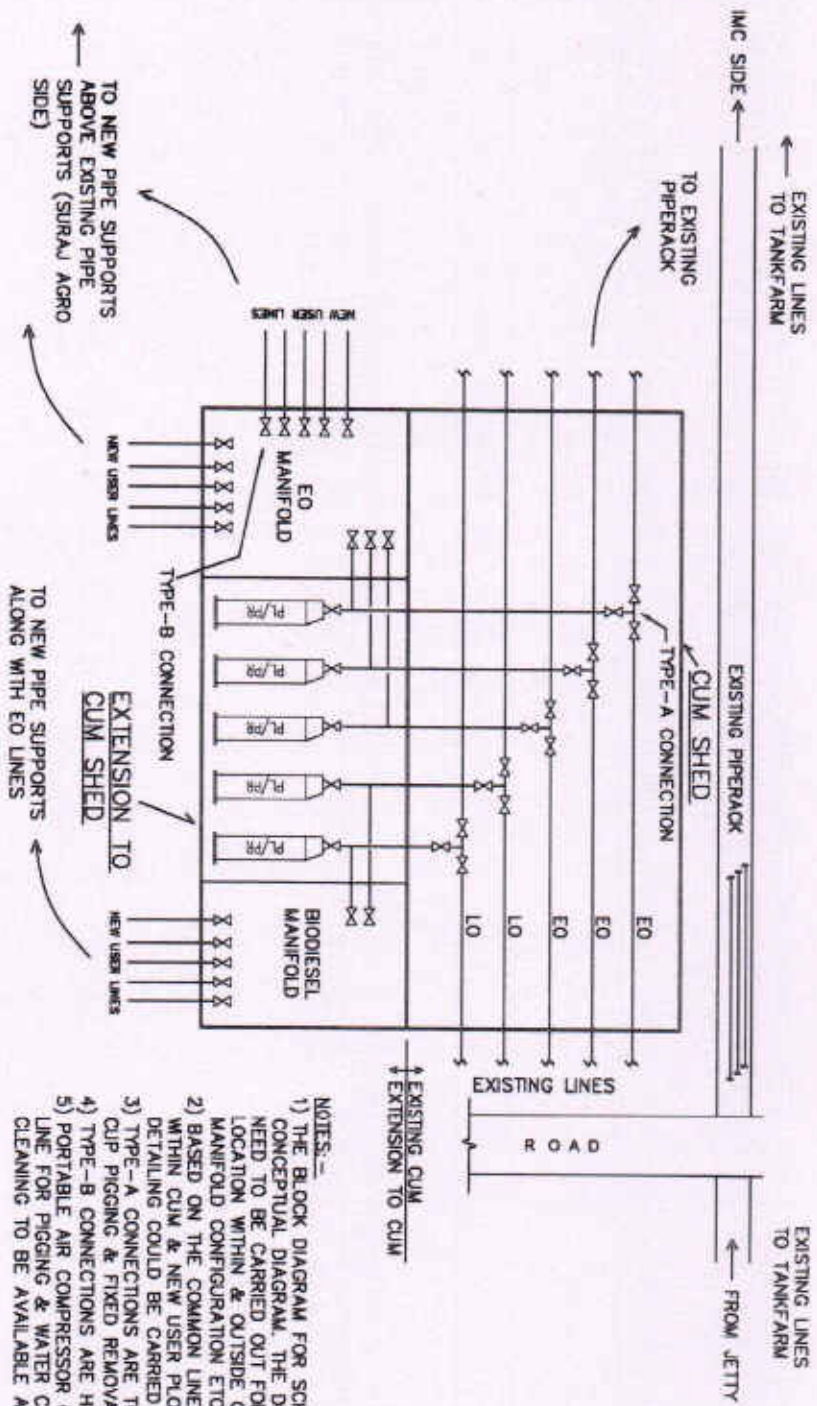 EXISTING LINES
TO TANKFARM
IMC SIDE
EXISTING PIPERACK
EXISTING LINES
TO TANKFARM
FROM JETTY
TO EXISTING
PIPERACK
CUM SHED
TYPE-A CONNECTION
EO
EO
EO
LO
LO
EXISTING LINES
ROAD
EXISTING CUM
EXTENSION TO CUM
NEW USER LINES
EO
MANIFOLD
PL/PR
PL/PR
PL/PR
PL/PR
PL/PR
BIODIESEL
MANIFOLD
TYPE-B CONNECTION
EXTENSION TO
CUM SHED
NEW USER LINES
NEW USER LINES
TO NEW PIPE SUPPORTS
ABOVE EXISTING PIPE
SUPPORTS (SURAJ AGRO
SIDE)
TO NEW PIPE SUPPORTS
ALONG WITH EO LINES
NOTES:-
1) THE BLOCK DIAGRAM FOR
CONCEPTUAL DIAGRAM. THE
NEED TO BE CARRIED OUT FOR
LOCATION WITHIN & OUTSIDE
MANIFOLD CONFIGURATION ETC
2) BASED ON THE COMMON LINE
WITHIN CUM & NEW USER
DETAILING COULD BE CARRIED
3) TYPE-A CONNECTIONS ARE
CUP PIGGING & FIXED
4) TYPE-B CONNECTIONS ARE
5) PORTABLE AIR COMPRESSOR
LINE FOR PIGGING & WATER
CLEANING TO BE AVAILABLE